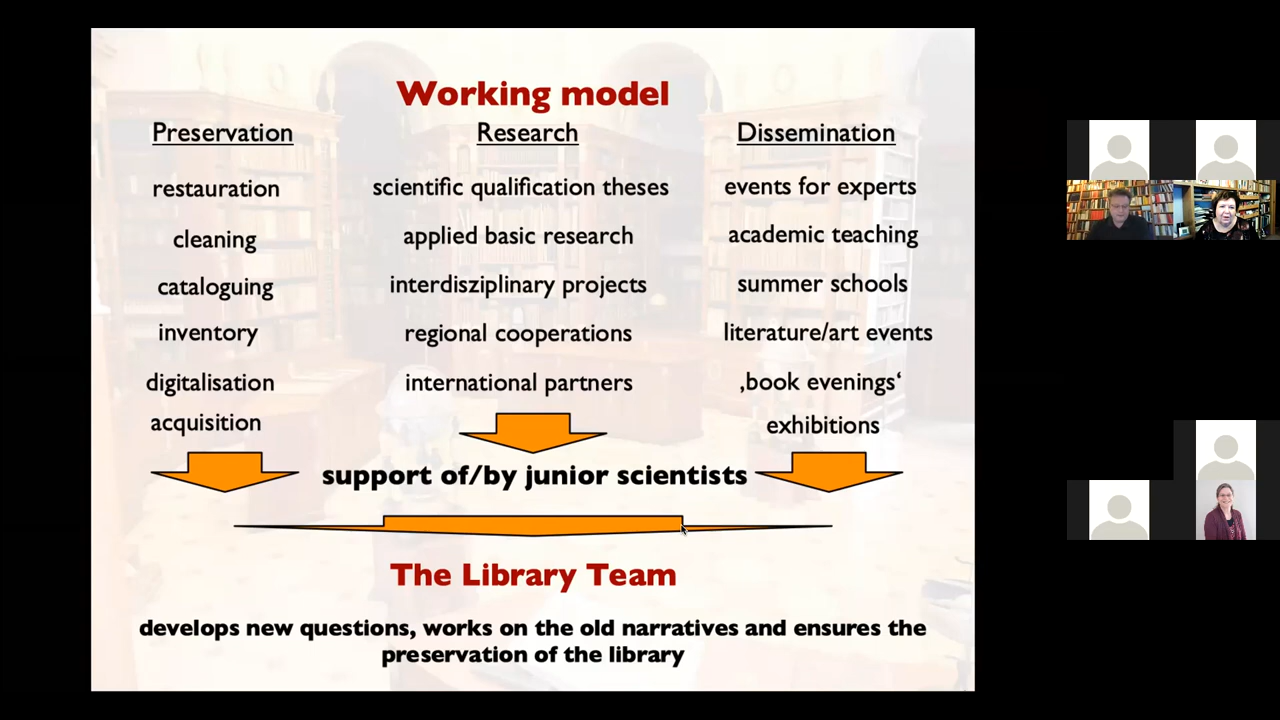 Working model
Preservation
restauration
cleaning
cataloguing
inventory
digitalisation
acquisition
Research
scientific qualification theses
applied basic research
interdisziplinary projects
regional cooperations
international partners
Dissemination
events for experts
academic teaching
summer schools
literature/art events
‚book evenings‘
exhibitions
support of/by junior scientists
The Library Team
develops new questions, works on the old narratives and ensures the
preservation of the library